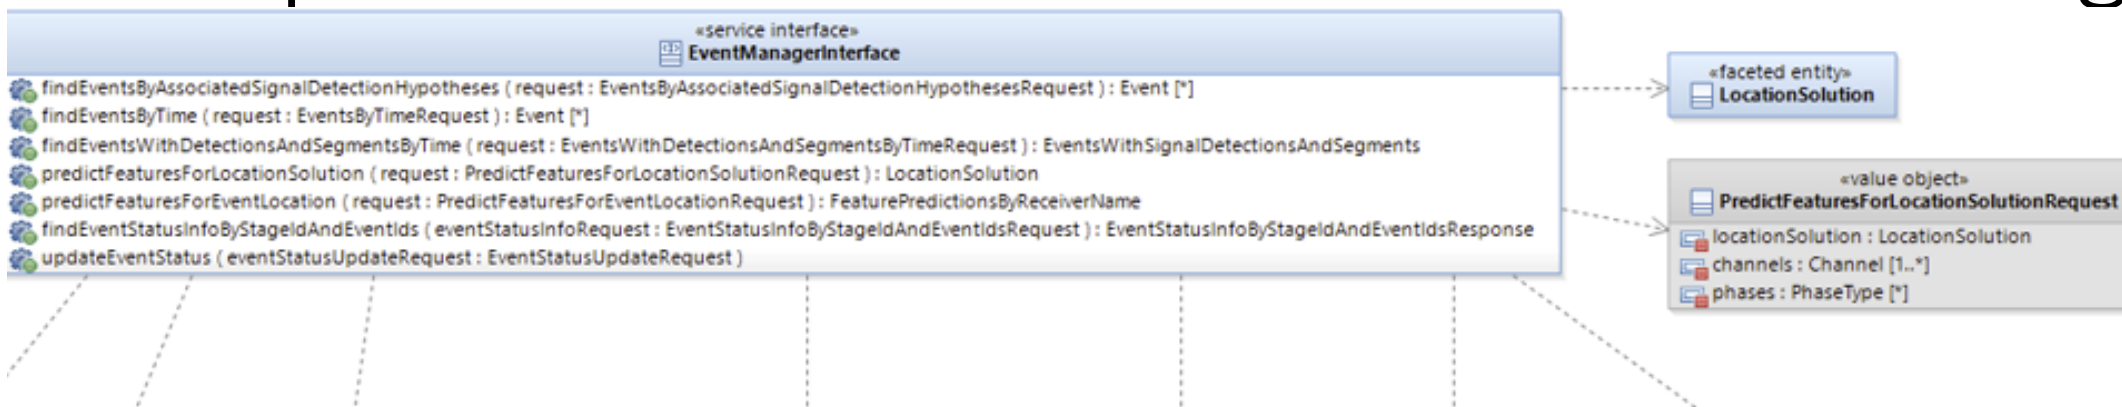 «service interface»
EventManagerInterface
findEventsByAssociatedSignalDetectionHypotheses ( request : EventsByAssociatedSignalDetectionHypothesesRequest ) : Event [*]
findEventsByTime ( request : EventsByTimeRequest ) : Event [*]
findEventsWithDetectionsAndSegmentsByTime ( request : EventsWithDetectionsAndSegmentsByTimeRequest ) : EventsWithSignalDetectionsAndSegments
predictFeaturesForLocationSolution ( request : PredictFeaturesForLocationSolutionRequest ) : LocationSolution
predictFeaturesForEventLocation ( request : PredictFeaturesForEventLocationRequest ) : FeaturePredictionsByReceiverName
findEventStatusInfoByStageIdAndEventIds ( eventStatusInfoRequest : EventStatusInfoByStageIdAndEventIdsRequest ) : EventStatusInfoByStageIdAndEventIdsResponse
updateEventStatus ( eventStatusUpdateRequest : EventStatusUpdateRequest )
«faceted entity»
LocationSolution
«value object»
PredictFeaturesForLocationSolutionRequest
locationSolution : LocationSolution
channels : Channel [1..*]
phases : PhaseType [*]